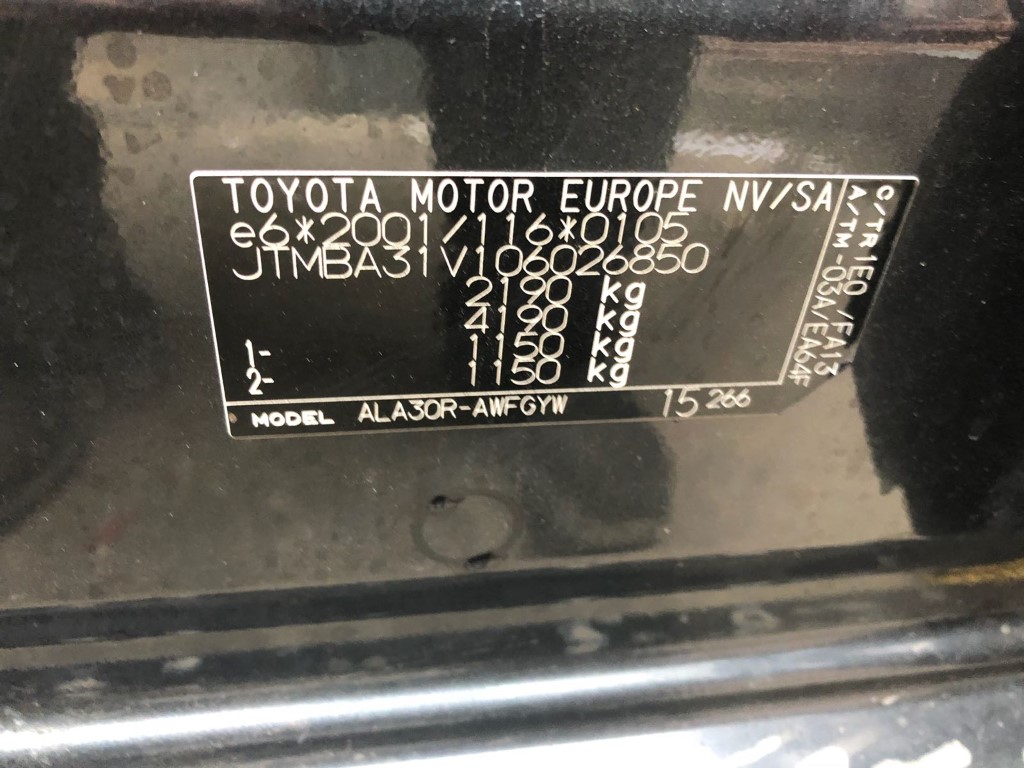 TOYOTA MOTOR EUROPE NV/SA
e6*2001/116*0105
JTMBA31V106026850
2190 kg
4190 kg
1- 1150 kg
2- 1150 kg
C/TR1E0 /FA13
A/TM-03A/EA64F
MODEL ALA30R-AWFGYW 15 266